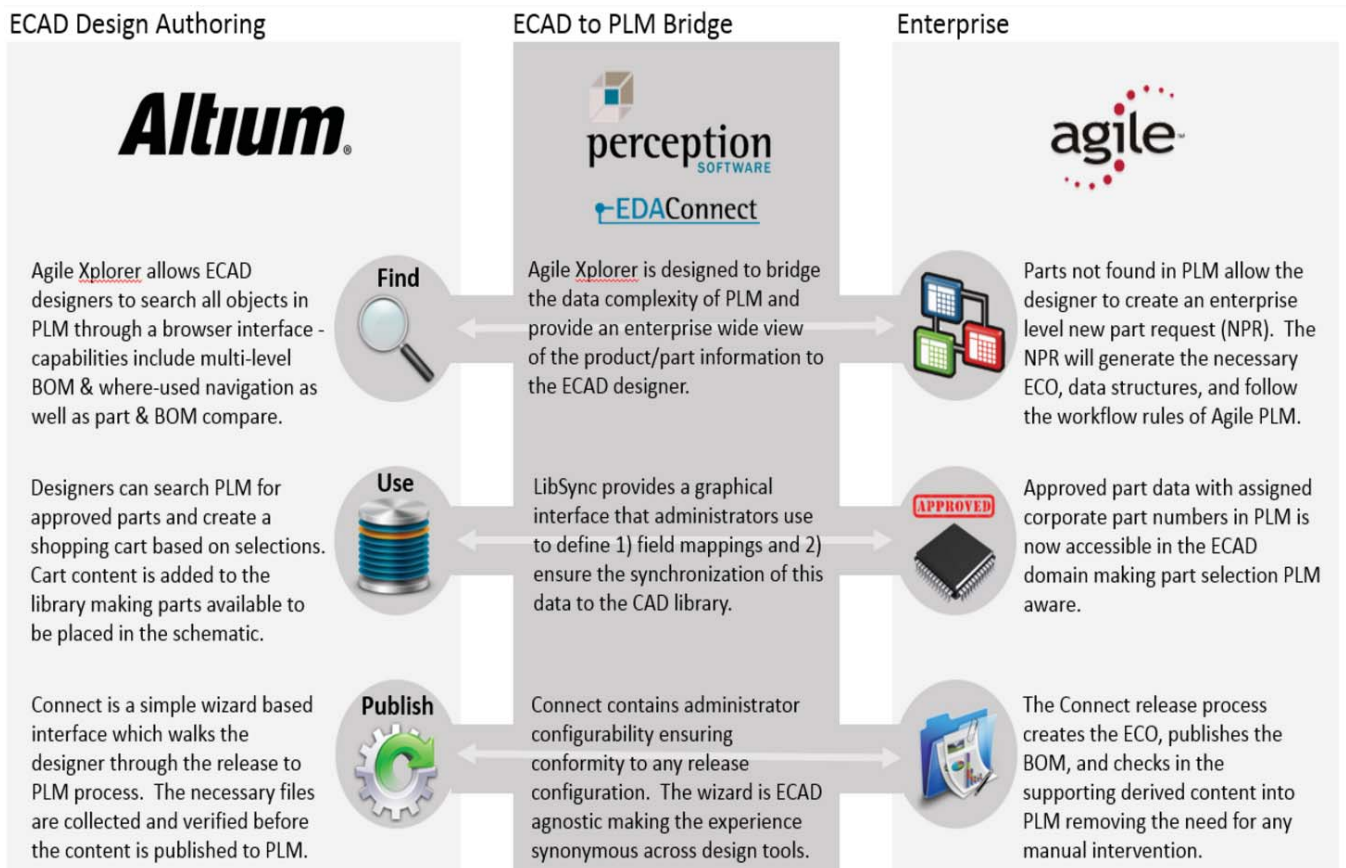 ECAD Design Authoring
Altıum®
Agile Xplorer allows ECAD
designers to search all objects in
PLM through a browser interface -
capabilities include multi-level
BOM & where-used navigation as
well as part & BOM compare.
Find
Designers can search PLM for
approved parts and create a
shopping cart based on selections.
Cart content is added to the
library making parts available to
be placed in the schematic.
Use
Connect is a simple wizard based
interface which walks the
designer through the release to
PLM process.  The necessary files
are collected and verified before
the content is published to PLM.
Publish
ECAD to PLM Bridge
perception
SOFTWARE
EDAConnect
Agile Xplorer is designed to bridge
the data complexity of PLM and
provide an enterprise wide view
of the product/part information to
the ECAD designer.
LibSync provides a graphical
interface that administrators use
to define 1) field mappings and 2)
ensure the synchronization of this
data to the CAD library.
Connect contains administrator
configurability ensuring
conformity to any release
configuration.  The wizard is ECAD
agnostic making the experience
synonymous across design tools.
Enterprise
agile™
Parts not found in PLM allow the
designer to create an enterprise
level new part request (NPR).  The
NPR will generate the necessary
ECO, data structures, and follow
the workflow rules of Agile PLM.
APPROVED
Approved part data with assigned
corporate part numbers in PLM is
now accessible in the ECAD
domain making part selection PLM
aware.
The Connect release process
creates the ECO, publishes the
BOM, and checks in the
supporting derived content into
PLM removing the need for any
manual intervention.